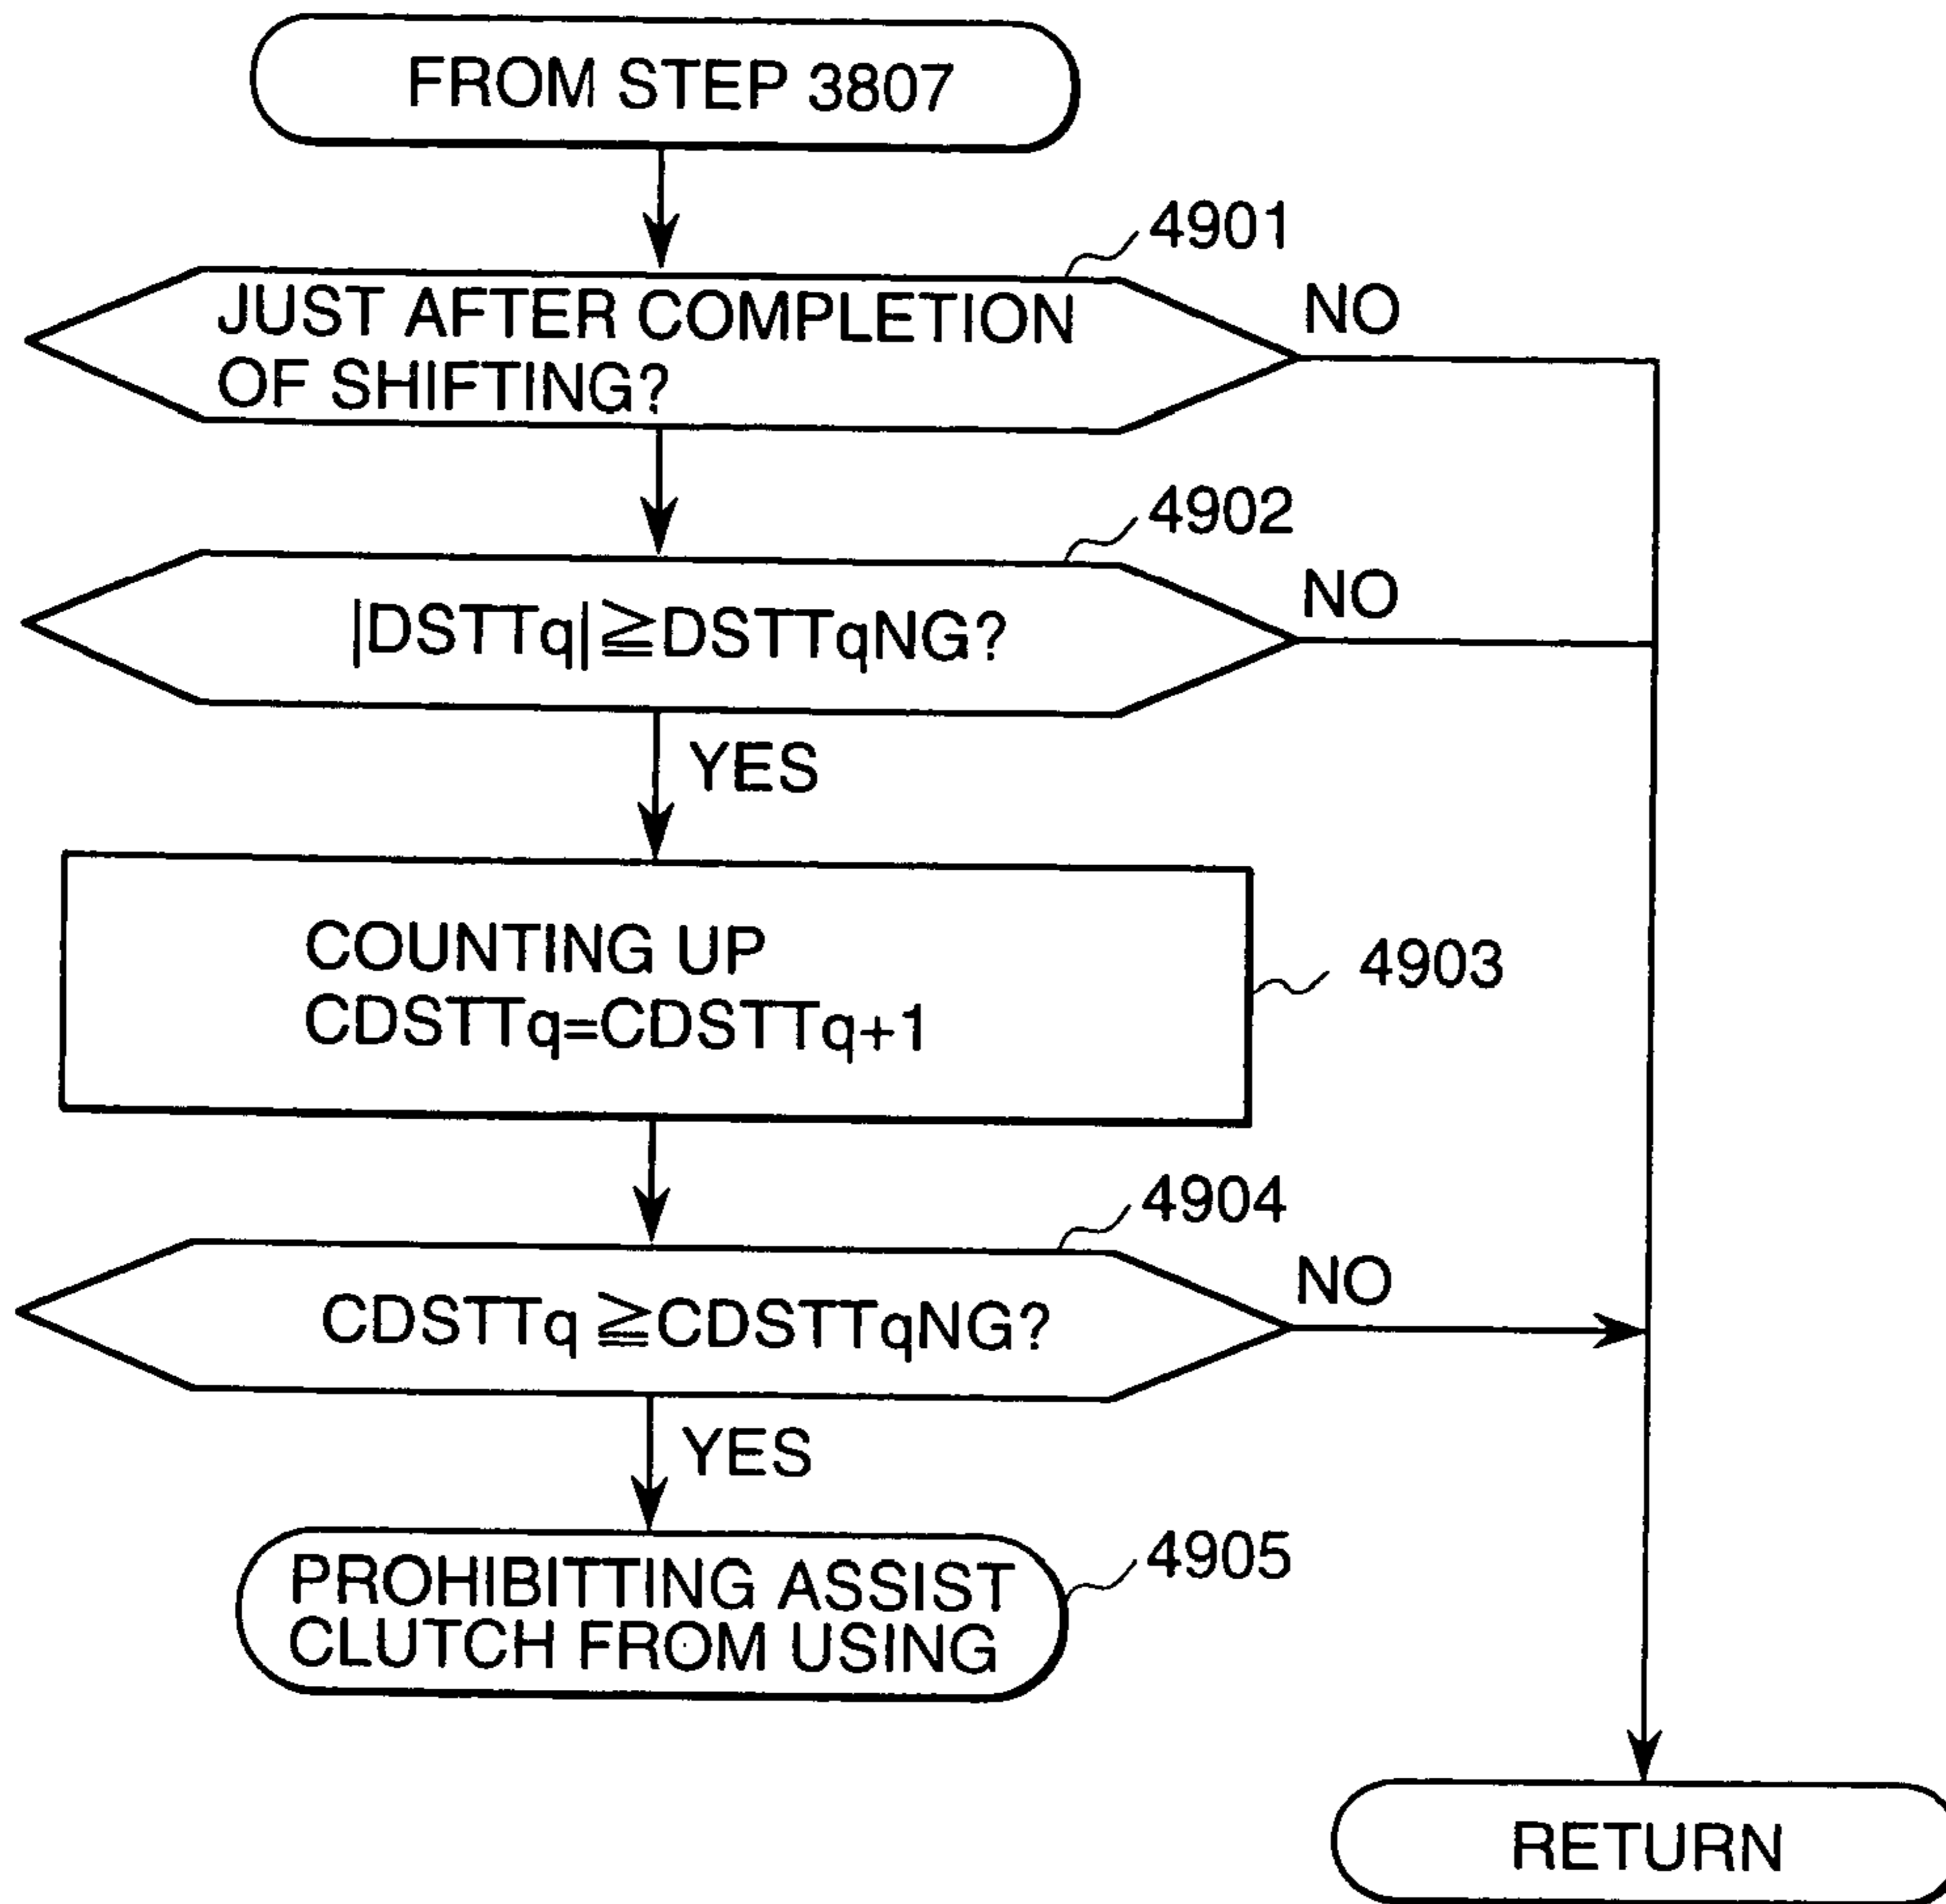 FROM STEP 3807
4901
JUST AFTER COMPLETION
OF SHIFTING?
NO
4902
|DSTTq|≧DSTTqNG?
NO
YES
COUNTING UP
CDSTTq=CDSTTq+1
4903
4904
CDSTTq ≧CDSTTqNG?
NO
YES
PROHIBITTING ASSIST
CLUTCH FROM USING
4905
RETURN